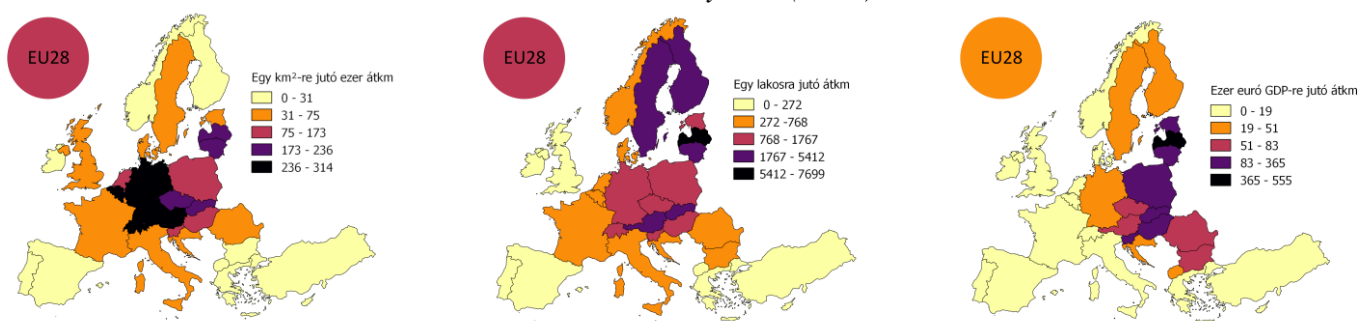 EU28
Egy km²-re jutó ezer átkm
0 - 31
31 - 75
75 - 173
173 - 236
236 - 314
EU28
Egy lakosra jutó átkm
0 - 272
272 -768
768 - 1767
1767 - 5412
5412 - 7699
EU28
Ezer euró GDP-re jutó átkm
0 - 19
19 - 51
51 - 83
83 - 365
365 - 555